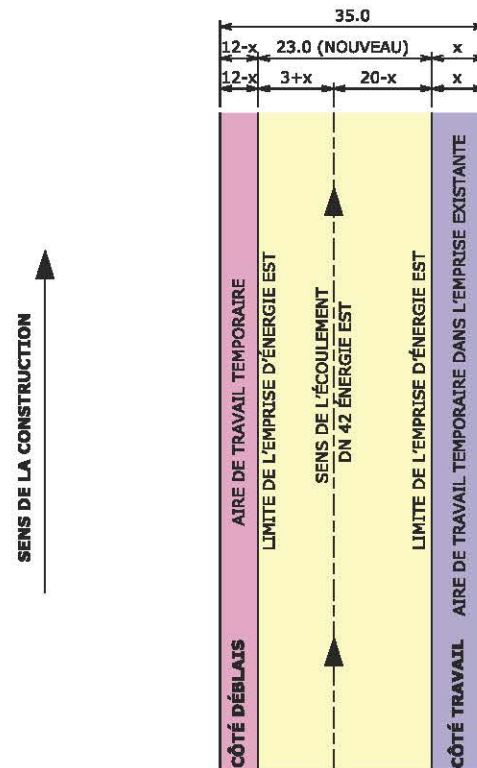 35.0
12-x 23.0 (NOUVEAU) x
12-x 3+x 20-x x
SENS DE LA CONSTRUCTION
CÔTÉ DÉBLAIS AIRE DE TRAVAIL TEMPORAIRE
LIMITE DE L'EMPRISE D'ÉNERGIE EST
SENS DE L'ÉCOULEMENT
DN 42 ÉNERGIE EST
LIMITE DE L'EMPRISE D'ÉNERGIE EST
CÔTÉ TRAVAIL AIRE DE TRAVAIL TEMPORAIRE DANS L'EMPRISE EXISTANTE